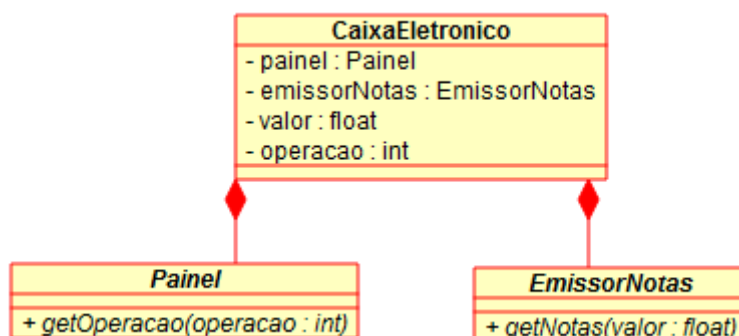 CaixaEletronico
- painel : Painel
- emissorNotas : EmissorNotas
- valor : float
- operacao : int
Painel
+ getOperacao(operacao : int)
EmissorNotas
+ getNotas(valor : float)